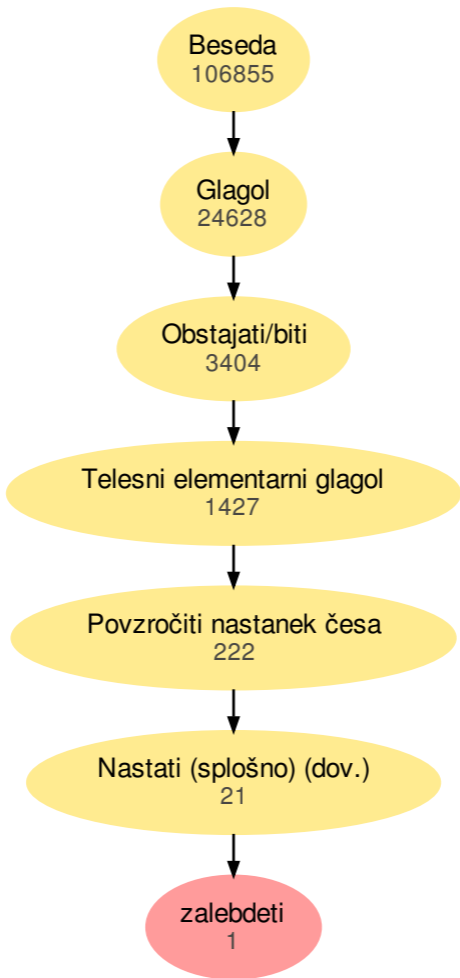 Beseda
106855
Glagol
24628
Obstajati/biti
3404
Telesni elementarni glagol
1427
Povzročiti nastanek česa
222
Nastati (splošno) (dov.)
21
zalebdeti
1